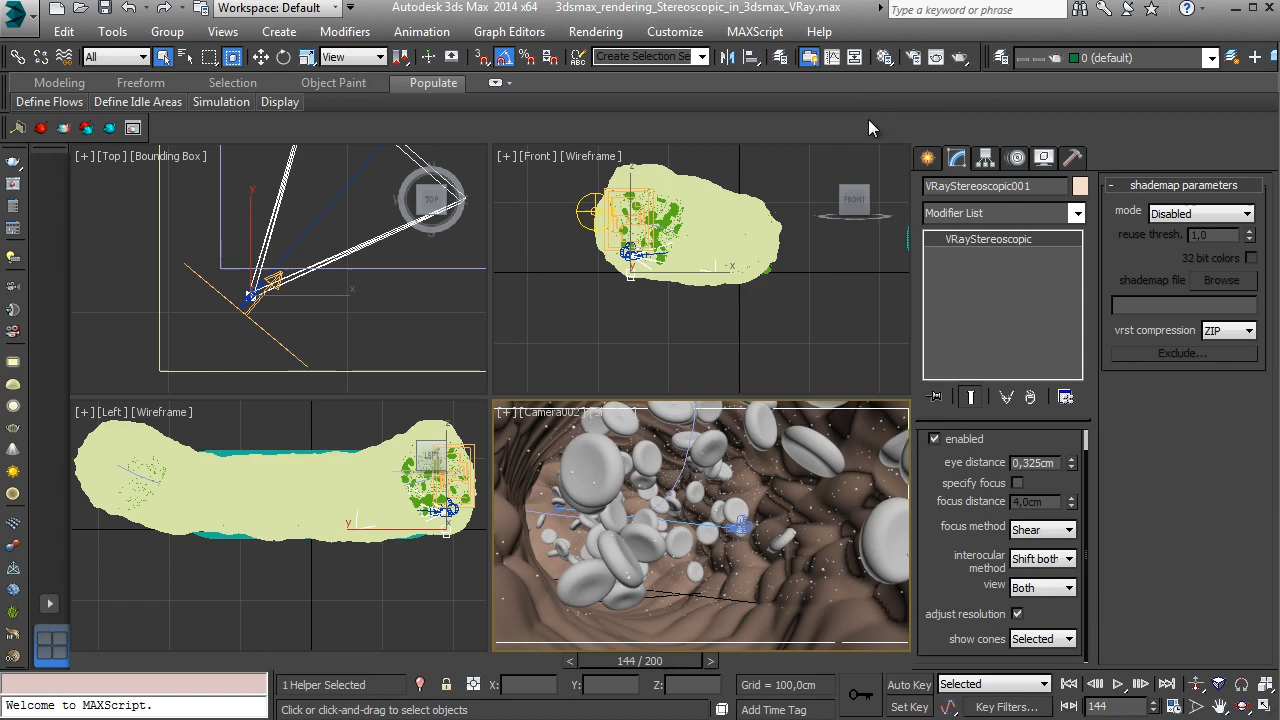 Workspace: Default
Autodesk 3ds Max 2014 x64
3dsmax_rendering_Stereoscopic_in_3dsmax_VRay.max
Type a keyword or phrase
Edit Tools Group Views Create Modifiers Animation Graph Editors Rendering Customize MAXScript Help
All
View
Create Selection Se
0 (default)
Modeling Freeform Selection Object Paint Populate
Define Flows Define Idle Areas Simulation Display
[+] [Top] [Bounding Box]
y
x
TOP
[+] [Front] [Wireframe]
z
y
x
FRONT
VRayStereoscopic001
Modifier List
VRayStereoscopic
shademap parameters
mode Disabled
reuse thresh. 1,0
32 bit colors
shademap file Browse
vrst compression ZIP
Exclude...
[+] [Left] [Wireframe]
LEFT
y
x
enabled
eye distance 0,325cm
specify focus
focus distance 4,0cm
focus method Shear
interocular
method Shift both
view Both
adjust resolution
show cones Selected
< 144 / 200 >
1 Helper Selected
X: Y: Z:
Grid = 100,0cm
Auto Key Selected
Welcome to MAXScript.
Click or click-and-drag to select objects
Add Time Tag
Set Key Key Filters...
144